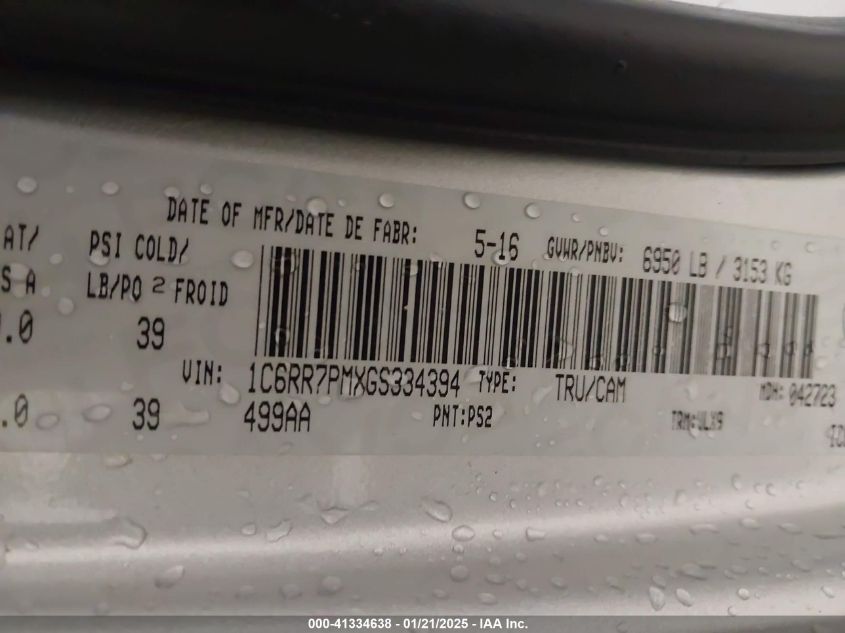 DATE OF MFR/DATE DE FABR: 5-16 GVWR/PNBV: 6950 LB / 3153 KG
AT/ PSI COLD/
S A LB/PO 2 FROID
.0 39
VIN: 1C6RR7PMXGS334394 TYPE: TRU/CAM MDH: 042723
.0 39 499AA PNT:PS2 TRM:VLX9
000-41334638 - 01/21/2025 - IAA Inc.